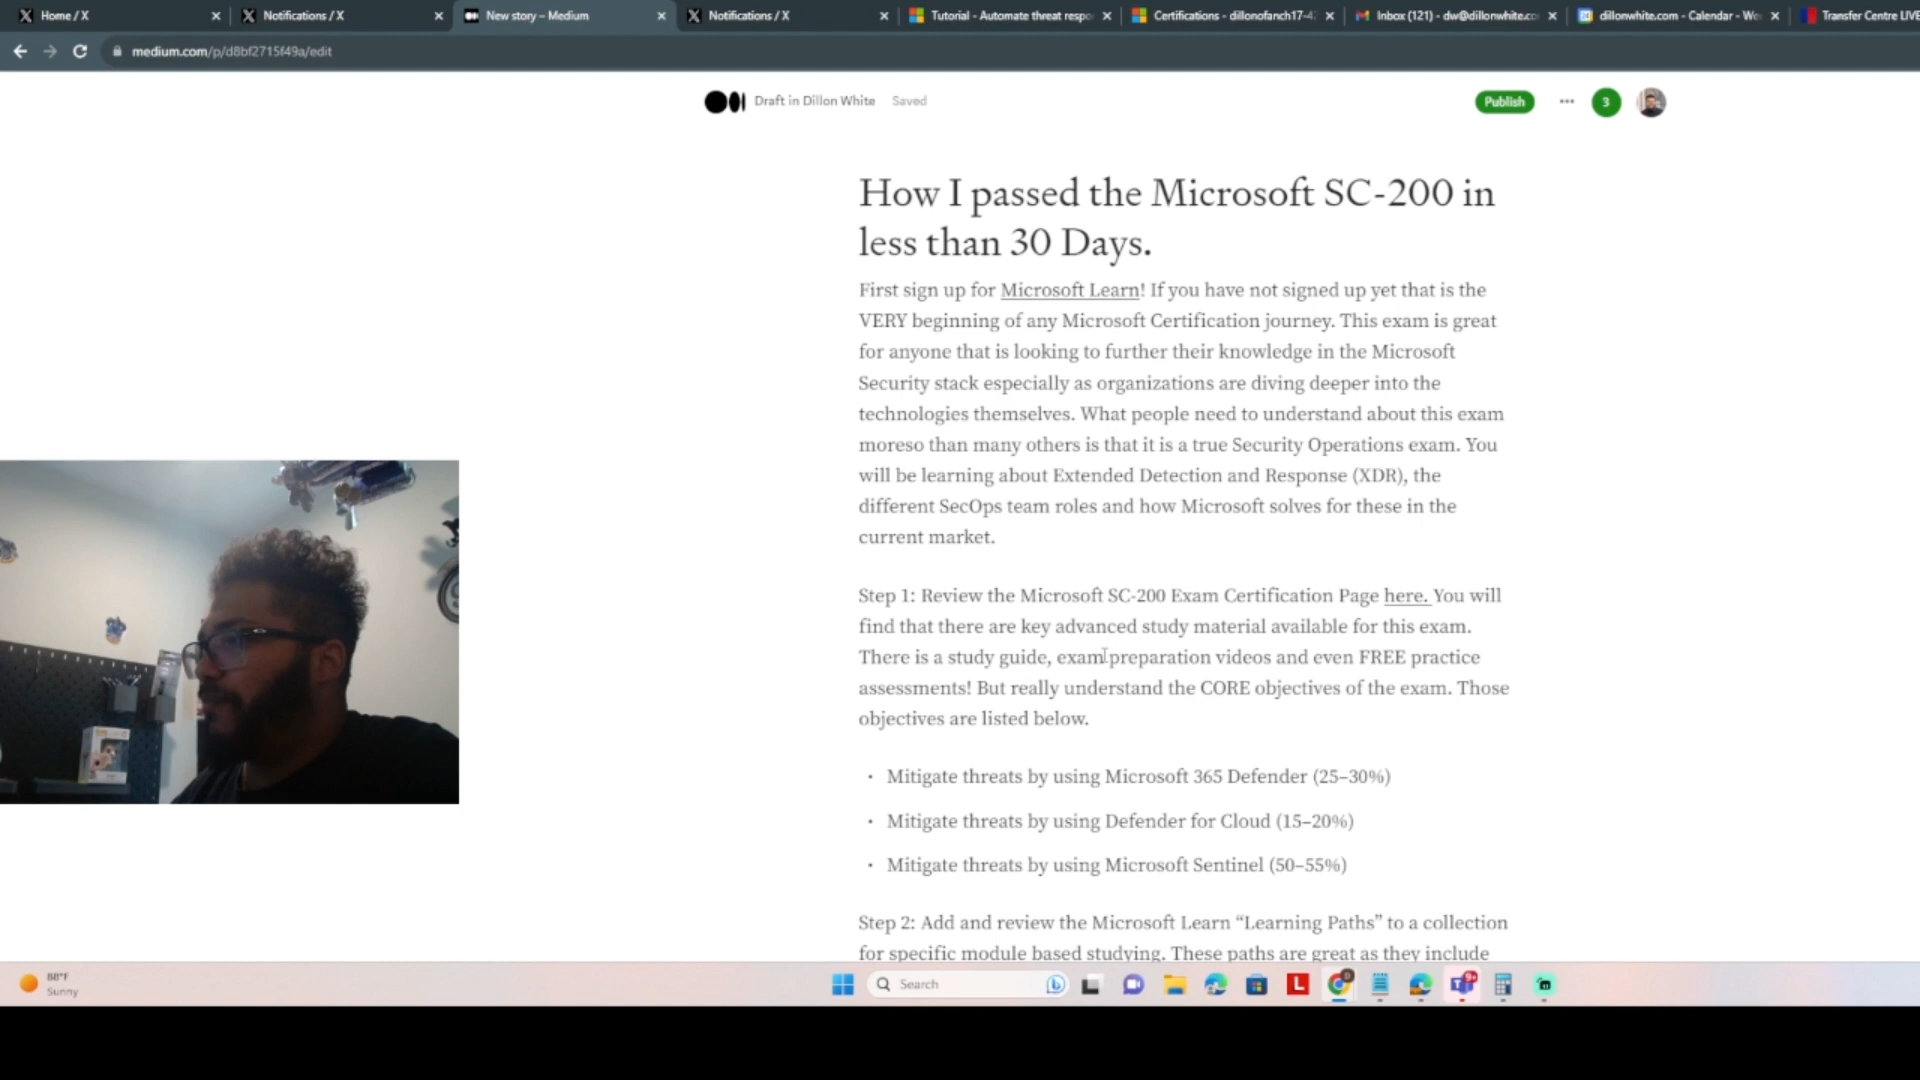 Home / X
Notifications / X
New story – Medium
Notifications / X
Tutorial - Automate threat respo
Certifications - dillonofanch17-4
Inbox (121) - dw@dillonwhite.co
dillonwhite.com - Calendar - We
Transfer Centre LIVE
medium.com/p/d8bf2715f49a/edit
Draft in Dillon White Saved
Publish
3
How I passed the Microsoft SC-200 in
less than 30 Days.
First sign up for Microsoft Learn! If you have not signed up yet that is the
VERY beginning of any Microsoft Certification journey. This exam is great
for anyone that is looking to further their knowledge in the Microsoft
Security stack especially as organizations are diving deeper into the
technologies themselves. What people need to understand about this exam
moreso than many others is that it is a true Security Operations exam. You
will be learning about Extended Detection and Response (XDR), the
different SecOps team roles and how Microsoft solves for these in the
current market.
Step 1: Review the Microsoft SC-200 Exam Certification Page here. You will
find that there are key advanced study material available for this exam.
There is a study guide, exam preparation videos and even FREE practice
assessments! But really understand the CORE objectives of the exam. Those
objectives are listed below.
• Mitigate threats by using Microsoft 365 Defender (25–30%)
• Mitigate threats by using Defender for Cloud (15–20%)
• Mitigate threats by using Microsoft Sentinel (50–55%)
Step 2: Add and review the Microsoft Learn “Learning Paths” to a collection
for specific module based studying. These paths are great as they include
88°F
Sunny
Search
L
9+